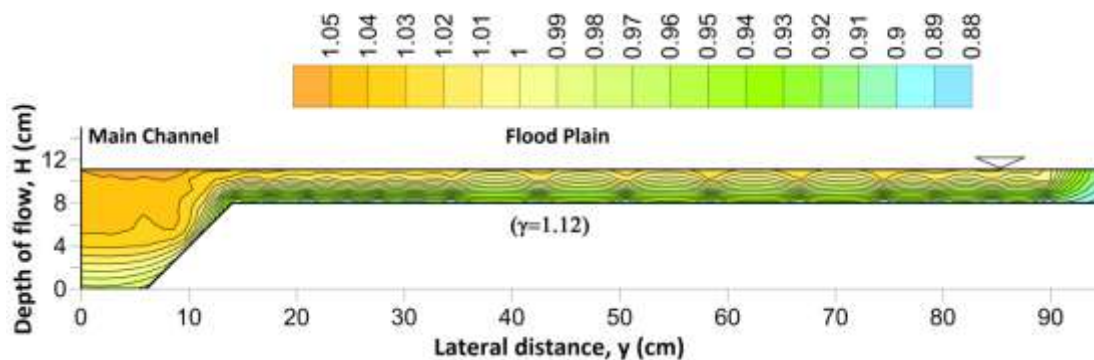 1.05 1.04 1.03 1.02 1.01 1 0.99 0.98 0.97 0.96 0.95 0.94 0.93 0.92 0.91 0.9 0.89 0.88
Main Channel Flood Plain
Depth of flow, H (cm)
12
8
4
0
(γ=1.12)
0 10 20 30 40 50 60 70 80 90
Lateral distance, y (cm)